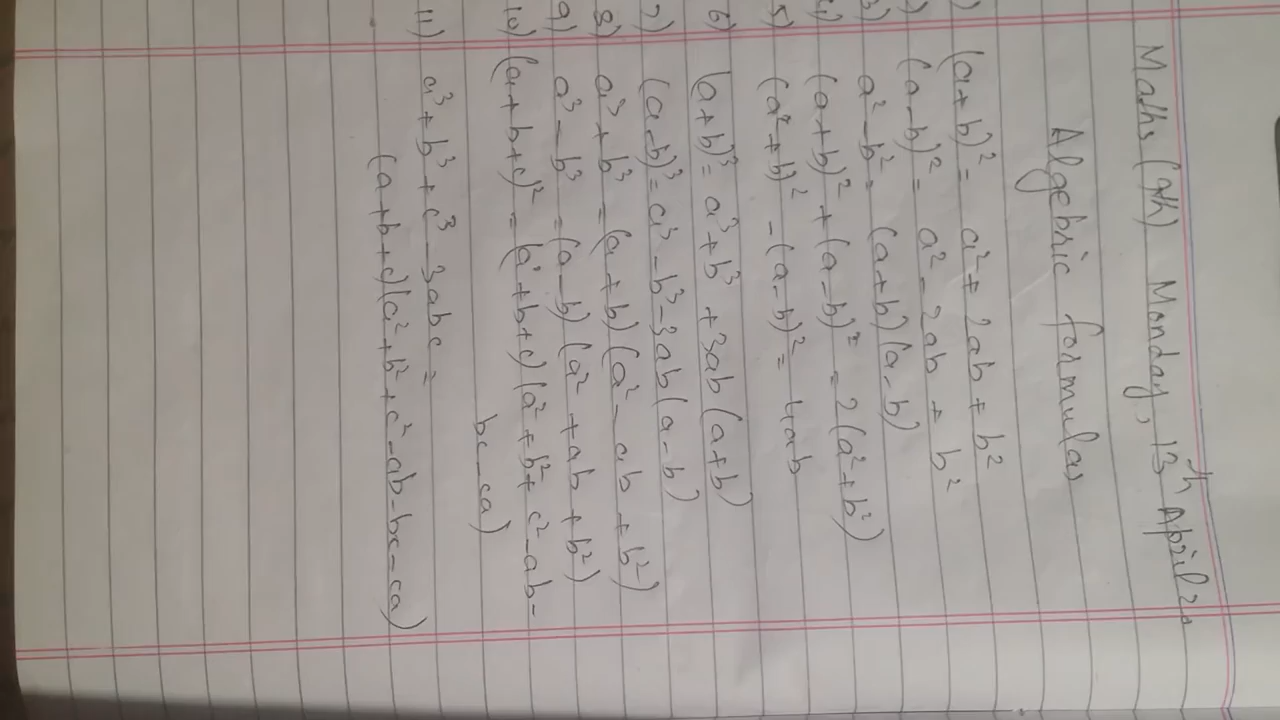 Maths (9th) Monday, 13th April 20
Algebric formulas
) (a+b)² = a² + 2ab + b²
) (a-b)² = a² - 2ab + b²
3) a² - b² = (a+b)(a-b)
4) (a+b)² + (a-b)² = 2(a²+b²)
5) (a²+b)² - (a-b)² = 4ab
6) (a+b)³ = a³ + b³ + 3ab(a+b)
7) (a-b)³ = a³ - b³ - 3ab(a-b)
8) a³ + b³ = (a+b)(a² - ab + b²)
9) a³ - b³ = (a-b)(a² + ab + b²)
10) (a+b+c)² = (a+b+c)(a²+b²+c²-ab-
bc-ca)
11) a³ + b³ + c³ - 3abc =
(a+b+c)(a²+b²+c²-ab-bc-ca)